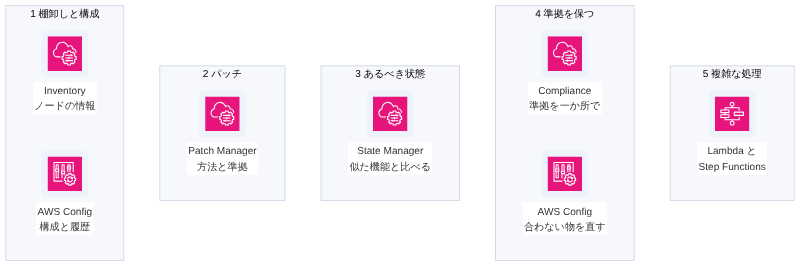 1 棚卸しと構成
Inventory
ノードの情報
AWS Config
構成と履歴
2 パッチ
Patch Manager
方法と準拠
3 あるべき状態
State Manager
似た機能と比べる
4 準拠を保つ
Compliance
準拠を一か所で
AWS Config
合わない物を直す
5 複雑な処理
Lambda と
Step Functions